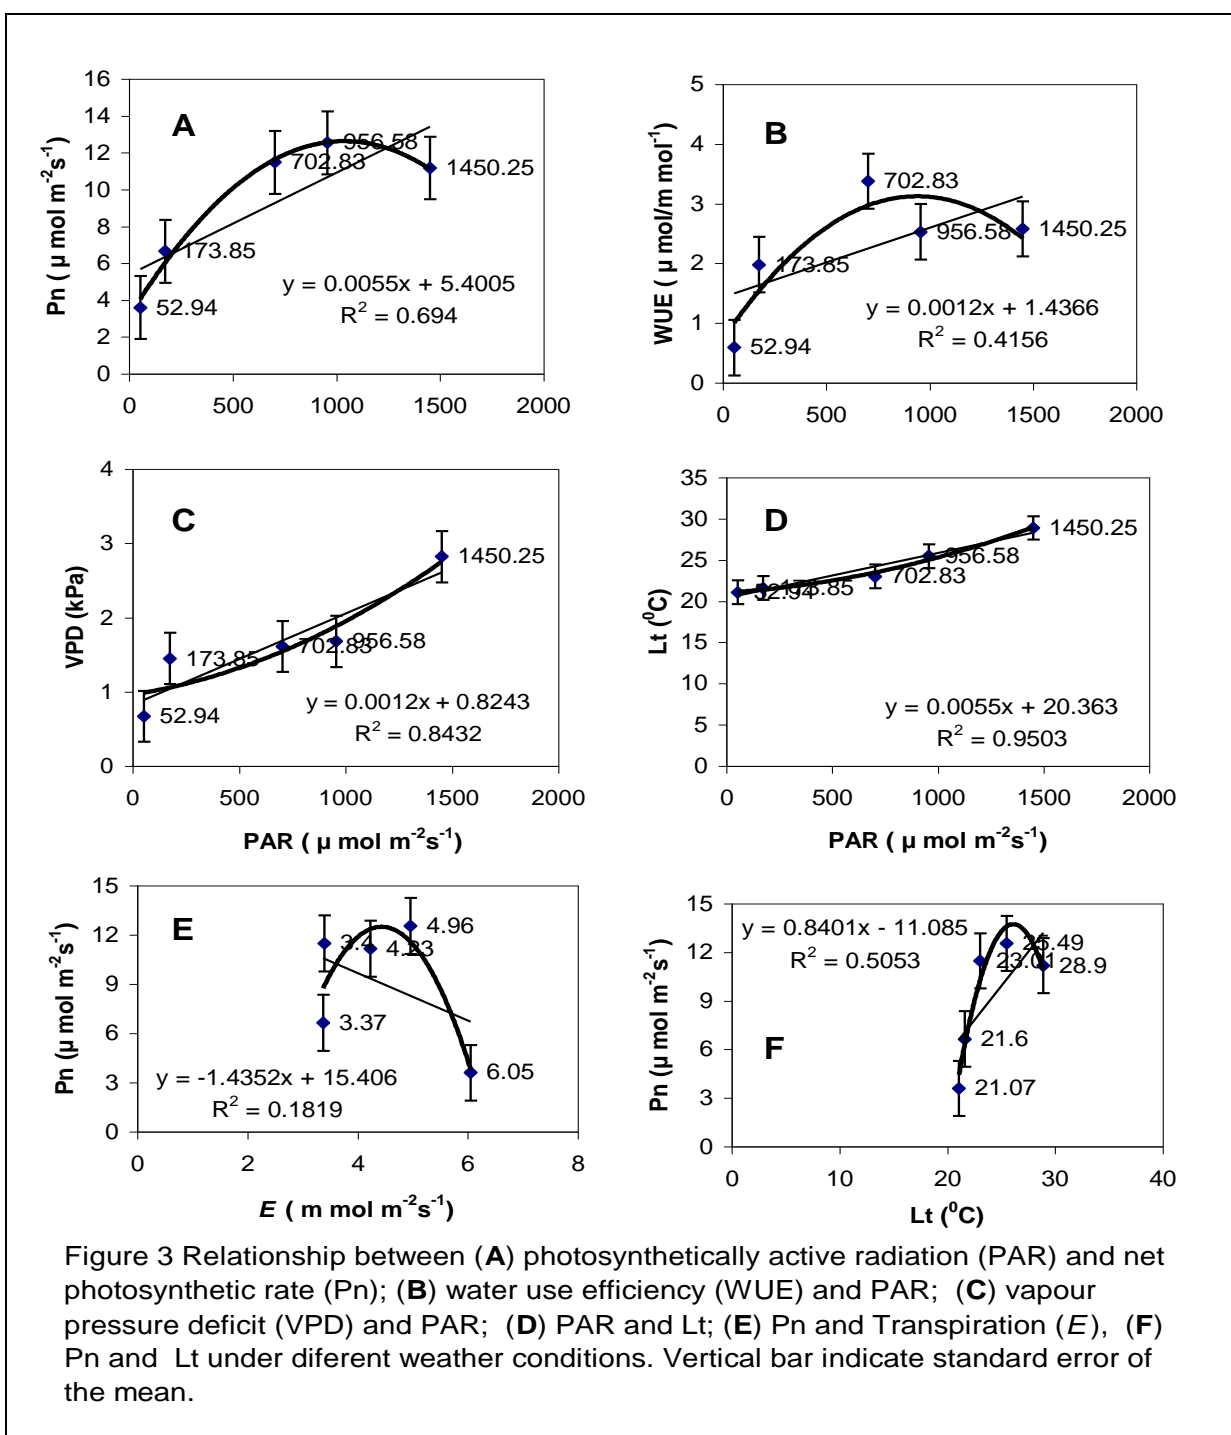 A
Pn ( µ mol m⁻²s⁻¹)
16
14
12
10
8
6
4
2
0
52.94
173.85
702.83
956.58
1450.25
y = 0.0055x + 5.4005
R² = 0.694
0 500 1000 1500 2000
B
WUE ( µ mol/m mol⁻¹)
5
4
3
2
1
0
52.94
173.85
702.83
956.58
1450.25
y = 0.0012x + 1.4366
R² = 0.4156
0 500 1000 1500 2000
C
VPD (kPa)
4
3
2
1
0
52.94
173.85
702.83
956.58
1450.25
y = 0.0012x + 0.8243
R² = 0.8432
0 500 1000 1500 2000
PAR ( µ mol m⁻²s⁻¹)
D
Lt (⁰C)
35
30
25
20
15
10
5
0
52.94
173.85
702.83
956.58
1450.25
y = 0.0055x + 20.363
R² = 0.9503
0 500 1000 1500 2000
PAR ( µ mol m⁻²s⁻¹)
E
Pn (µ mol m⁻²s⁻¹)
15
12
9
6
3
0
3.4
4.23
4.96
3.37
6.05
y = -1.4352x + 15.406
R² = 0.1819
0 2 4 6 8
E ( m mol m⁻²s⁻¹)
F
Pn (µ mol m⁻²s⁻¹)
15
12
9
6
3
0
y = 0.8401x - 11.085
R² = 0.5053
25.49
23.01
28.9
21.6
21.07
0 10 20 30 40
Lt (⁰C)
Figure 3 Relationship between (A) photosynthetically active radiation (PAR) and net
photosynthetic rate (Pn); (B) water use efficiency (WUE) and PAR; (C) vapour
pressure deficit (VPD) and PAR; (D) PAR and Lt; (E) Pn and Transpiration (E), (F)
Pn and Lt under diferent weather conditions. Vertical bar indicate standard error of
the mean.